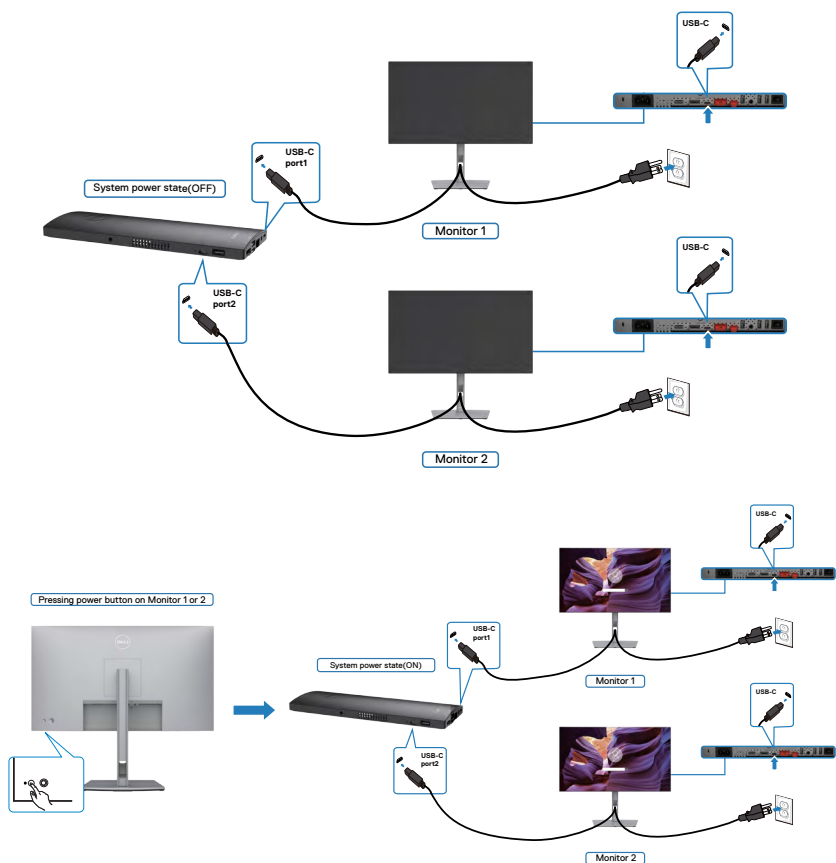 USB-C
USB-C
port1
System power state(OFF)
Monitor 1
USB-C
USB-C
port2
Monitor 2
USB-C
Pressing power button on Monitor 1 or 2
DELL
USB-C
port1
System power state(ON)
Monitor 1
USB-C
USB-C
port2
Monitor 2